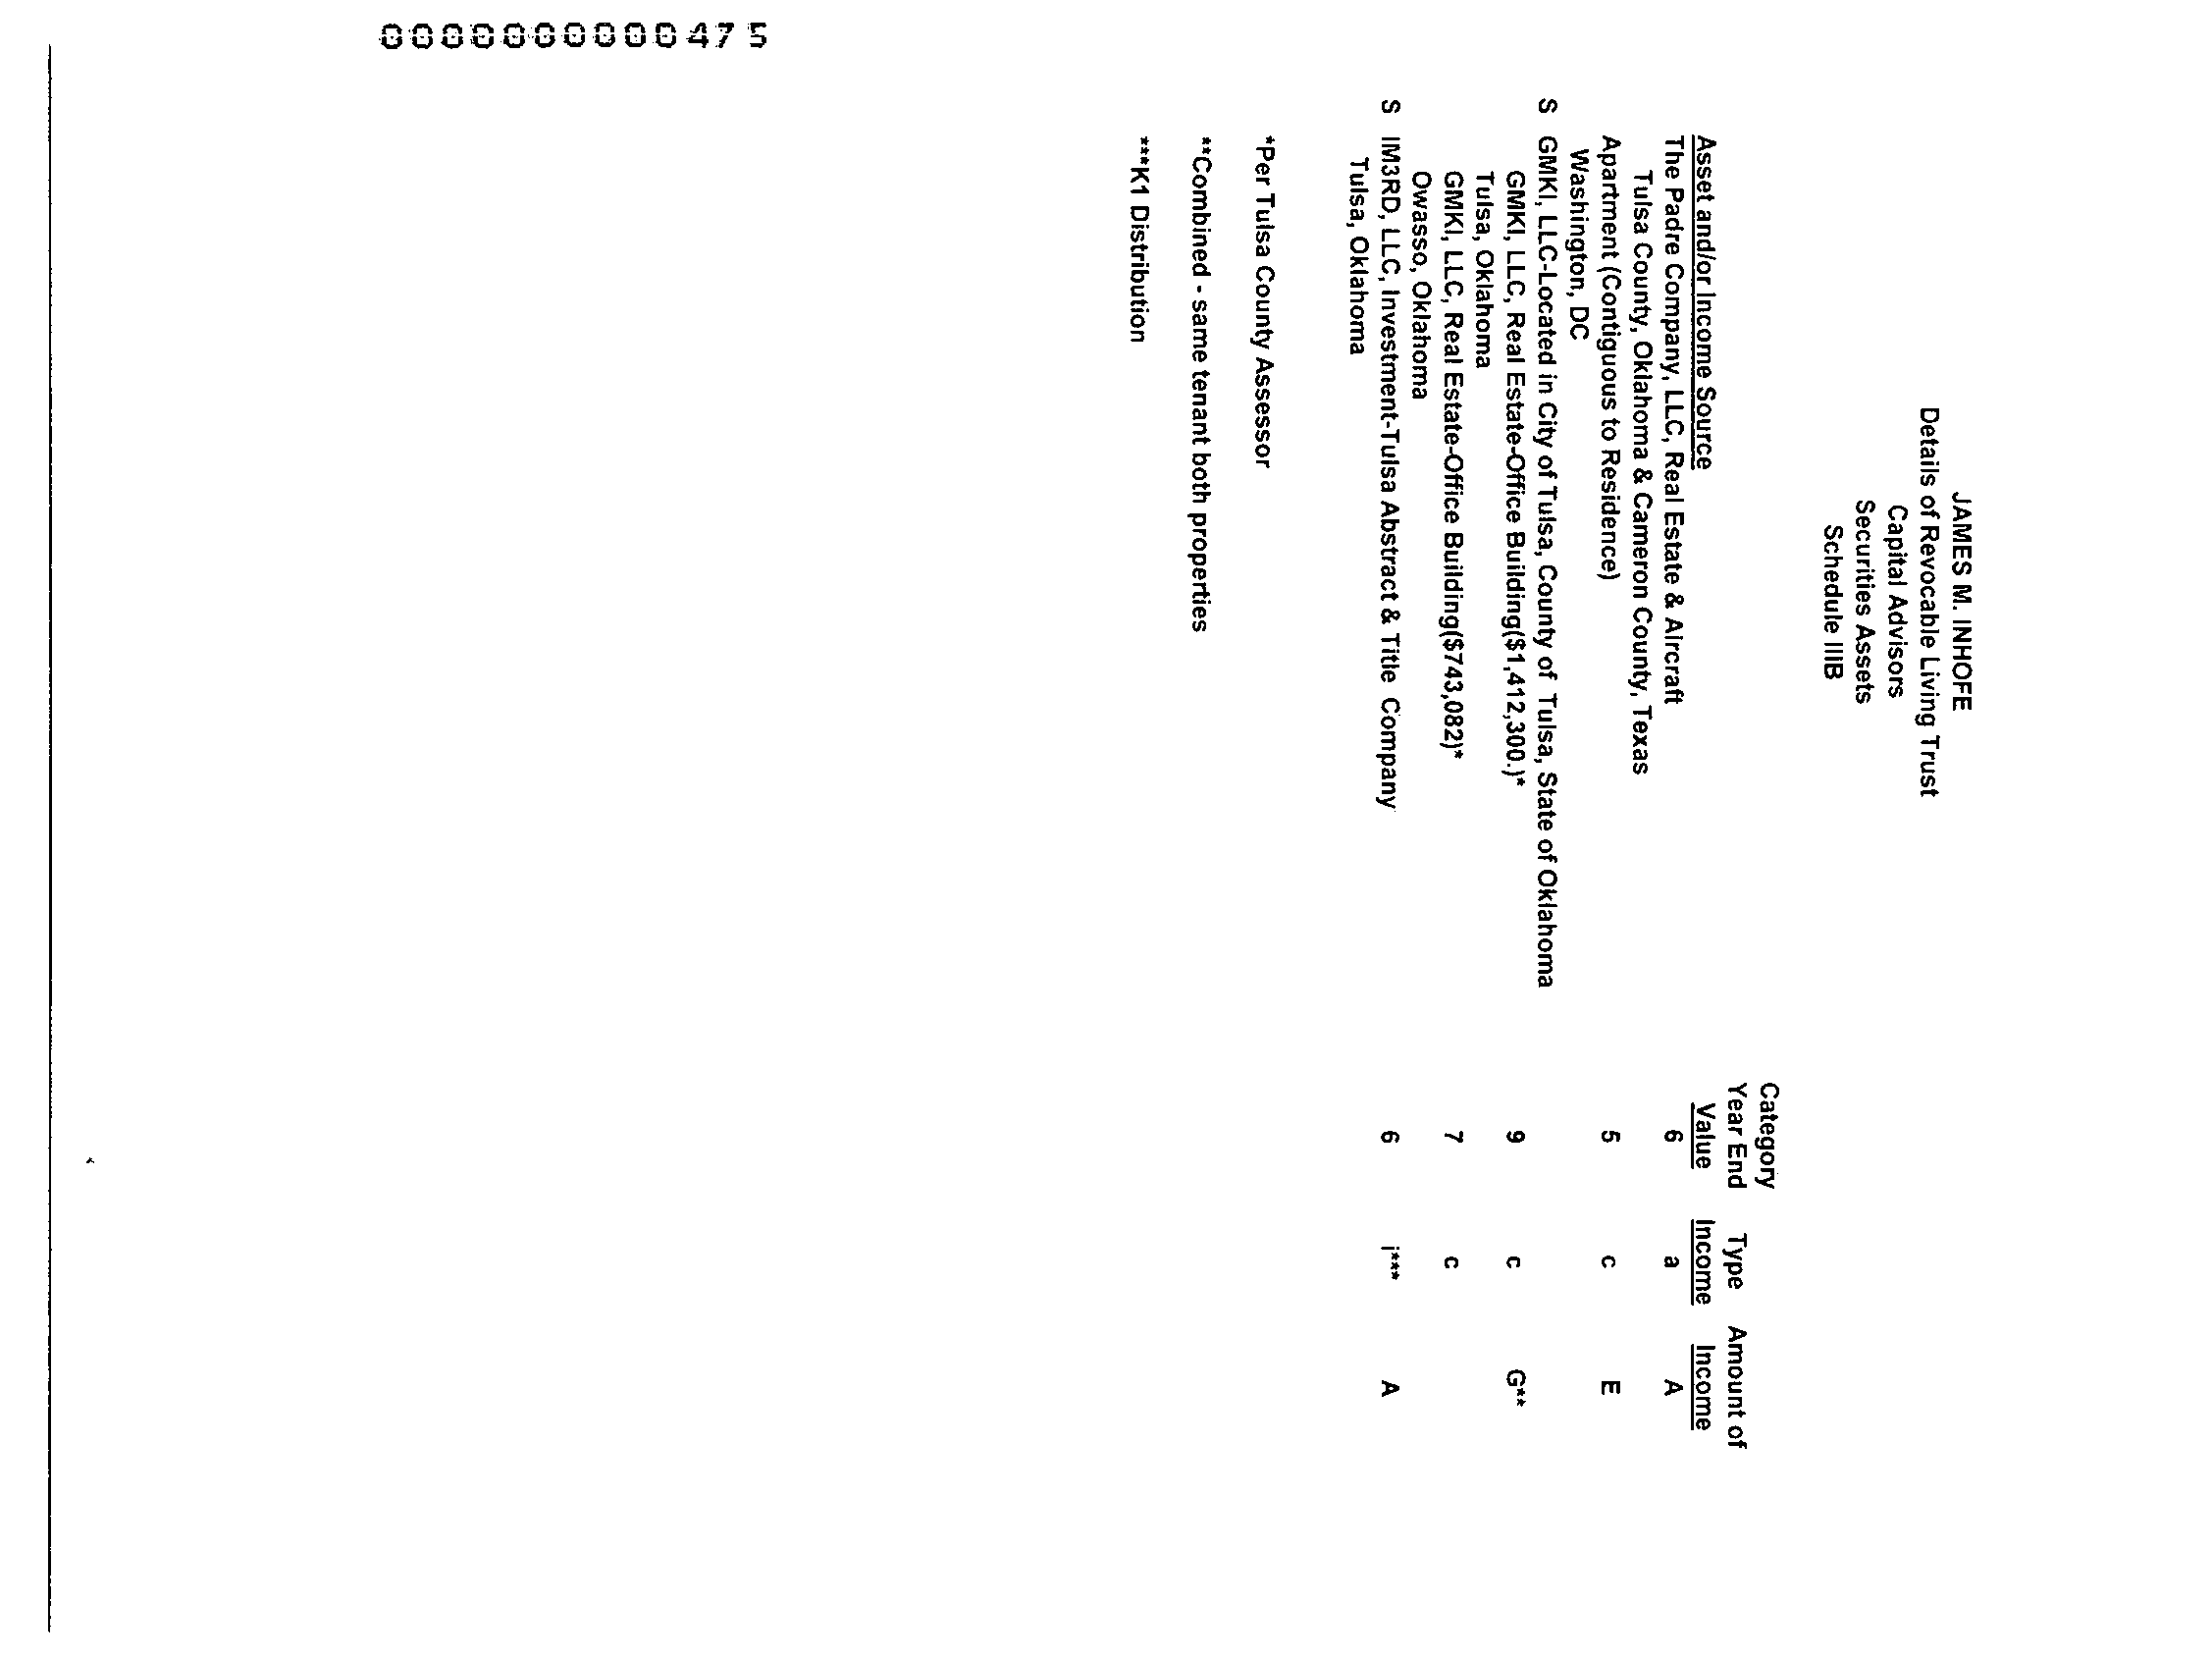 0000000000475
JAMES M. INHOFE
Details of Revocable Living Trust
Capital Advisors
Securities Assets
Schedule IIIB
Category
Year End Type Amount of
Asset and/or Income Source Value Income Income
The Padre Company, LLC, Real Estate & Aircraft 6 a A
Tulsa County, Oklahoma & Cameron County, Texas
Apartment (Contiguous to Residence) 5 c E
Washington, DC
S GMKI, LLC-Located in City of Tulsa, County of Tulsa, State of Oklahoma
GMKI, LLC, Real Estate-Office Building($1,412,300.)* 9 c G**
Tulsa, Oklahoma
GMKI, LLC, Real Estate-Office Building($743,082)* 7 c
Owasso, Oklahoma
S IM3RD, LLC, Investment-Tulsa Abstract & Title Company 6 i*** A
Tulsa, Oklahoma
*Per Tulsa County Assessor
**Combined - same tenant both properties
***K1 Distribution